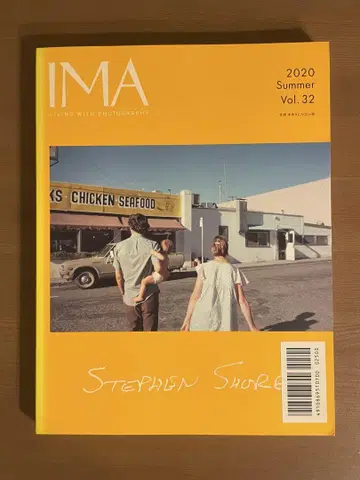 IMA
LIVING WITH PHOTOGRAPHY
2020
Summer
Vol. 32
KS CHICKEN SEAFOOD
STEPHEN SHORE